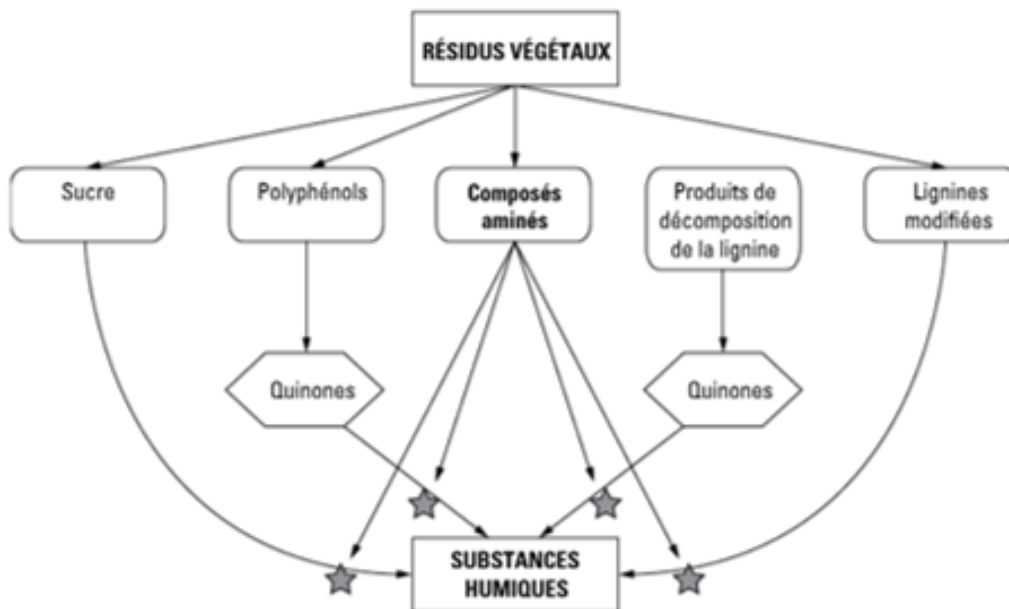 RÉSIDUS VÉGÉTAUX
Sucre
Polyphénols
Composés
aminés
Produits de
décomposition
de la lignine
Lignines
modifiées
Quinones
Quinones
SUBSTANCES
HUMIQUES